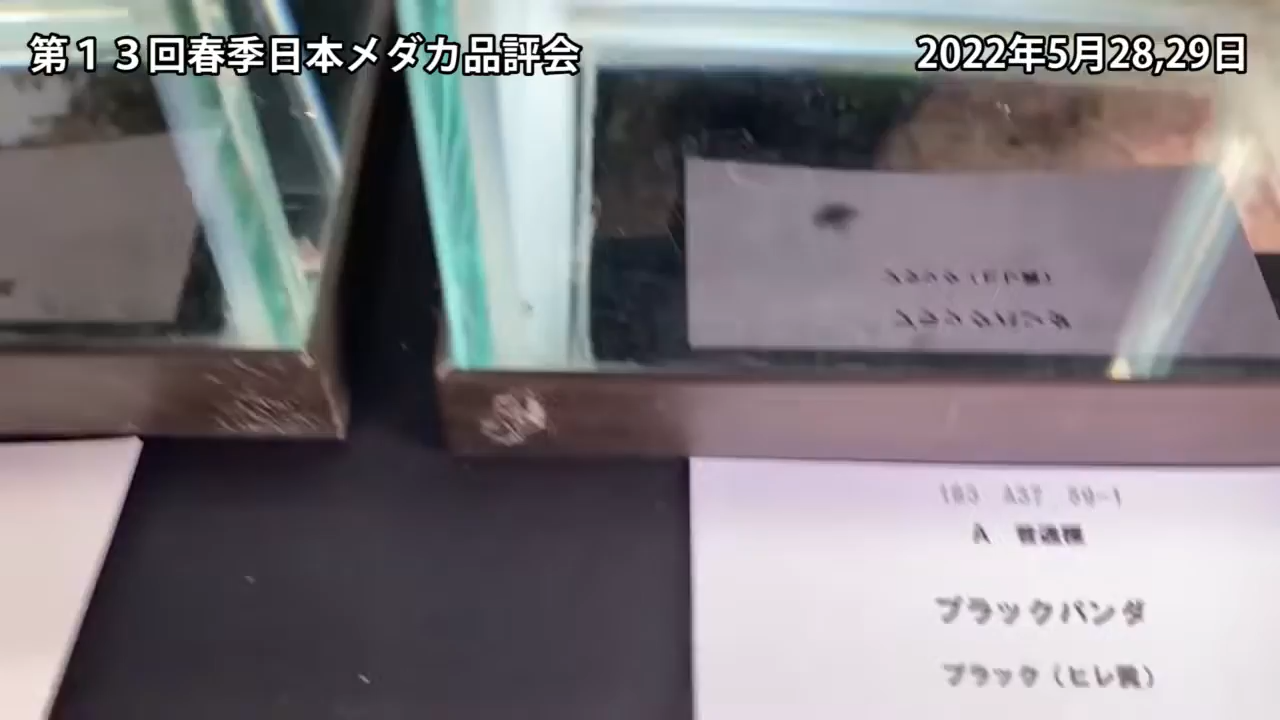 第１３回春季日本メダカ品評会
2022年5月28,29日
A37
A 普通種
ブラックパンダ
ブラック（ヒレ